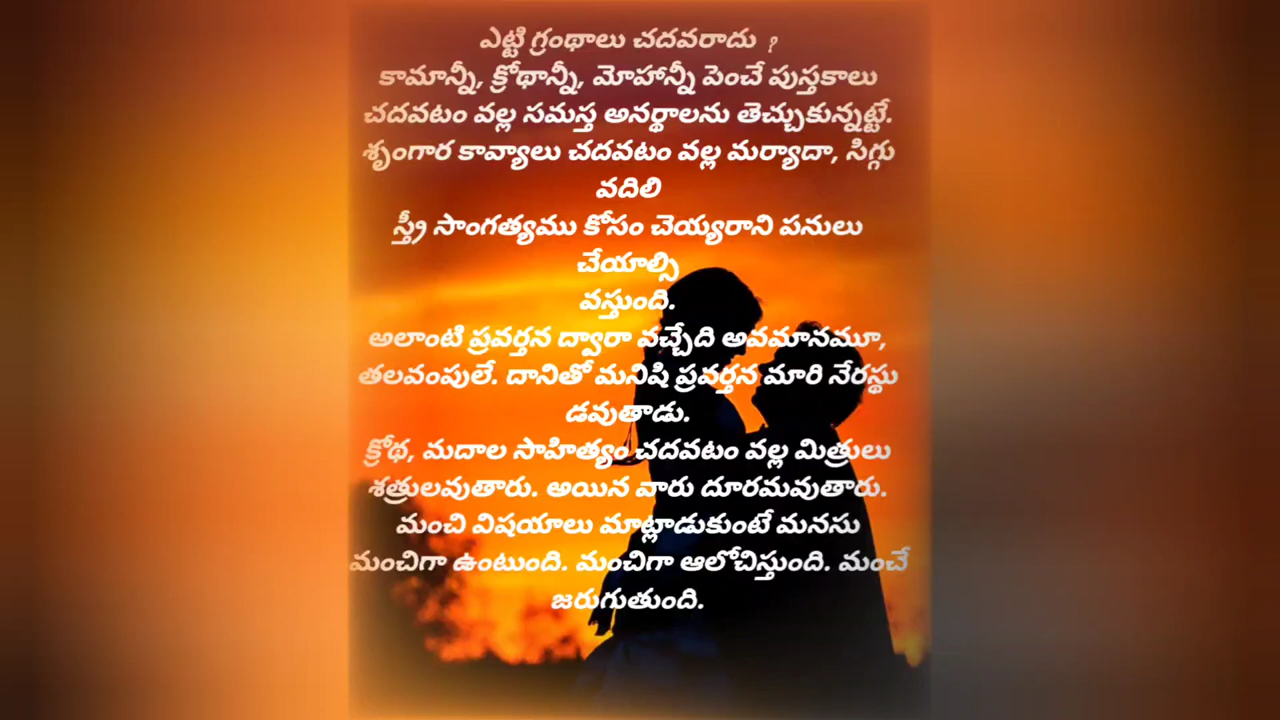 ఎట్టి గ్రంథాలు చదవరాదు ?
కామాన్నీ, క్రోథాన్నీ, మోహాన్నీ పెంచే పుస్తకాలు
చదవటం వల్ల సమస్త అనర్థాలను తెచ్చుకున్నట్టే.
శృంగార కావ్యాలు చదవటం వల్ల మర్యాదా, సిగ్గు
వదిలి
స్త్రీ సాంగత్యము కోసం చెయ్యరాని పనులు
చేయాల్సి
వస్తుంది.
అలాంటి ప్రవర్తన ద్వారా వచ్చేది అవమానమూ,
తలవంపులే. దానితో మనిషి ప్రవర్తన మారి నేరస్థు
డవుతాడు.
క్రోథ, మదాల సాహిత్యం చదవటం వల్ల మిత్రులు
శత్రులవుతారు. అయిన వారు దూరమవుతారు.
మంచి విషయాలు మాట్లాడుకుంటే మనసు
మంచిగా ఉంటుంది. మంచిగా ఆలోచిస్తుంది. మంచే
జరుగుతుంది.